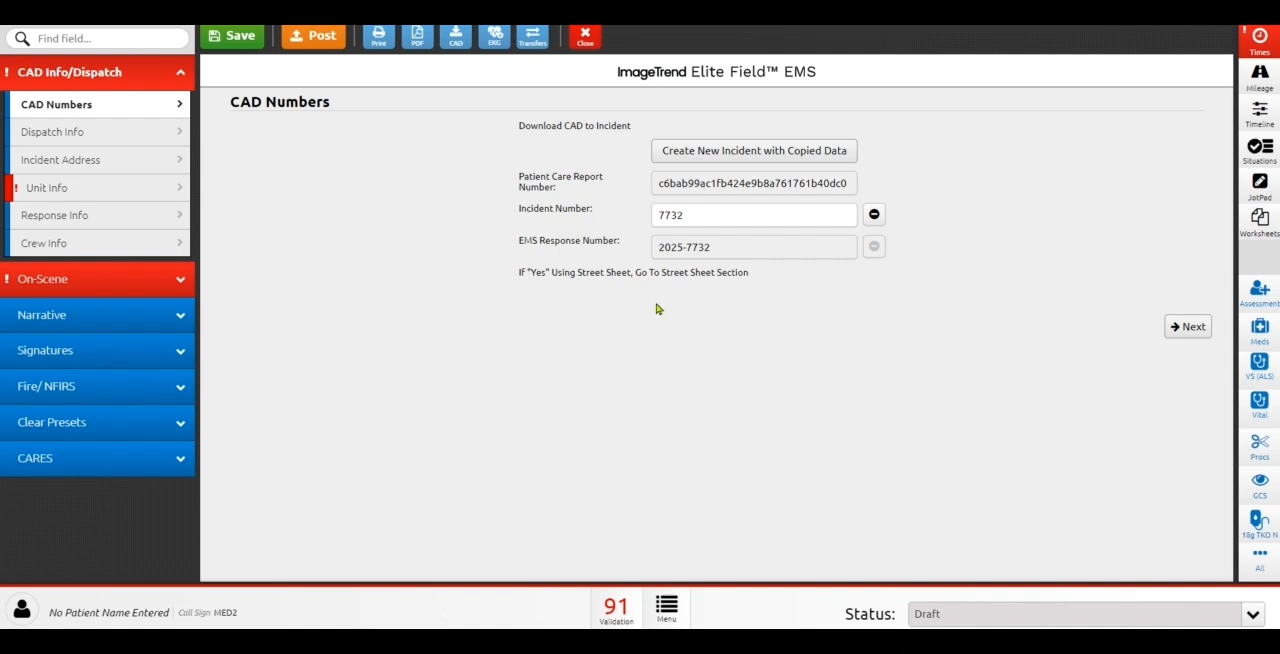 Find field...
Save
Post
Print
PDF
CAD
EKG
Transfers
Close
! Times
! CAD Info/Dispatch
ImageTrend Elite Field™ EMS
Mileage
CAD Numbers
CAD Numbers
Dispatch Info
Incident Address
! Unit Info
Response Info
Crew Info
! On-Scene
Narrative
Signatures
Fire/ NFIRS
Clear Presets
CARES
Download CAD to Incident
Create New Incident with Copied Data
Patient Care Report
Number:
c6bab99ac1fb424e9b8a761761b40dc0
Incident Number:
7732
EMS Response Number:
2025-7732
If "Yes" Using Street Sheet, Go To Street Sheet Section
Next
Timeline
Situations
JotPad
Worksheets
Assessment
Meds
VS (ALS)
Vital
Procs
GCS
18g TKO N
All
No Patient Name Entered
Call Sign MED2
91
Validation
Menu
Status:
Draft